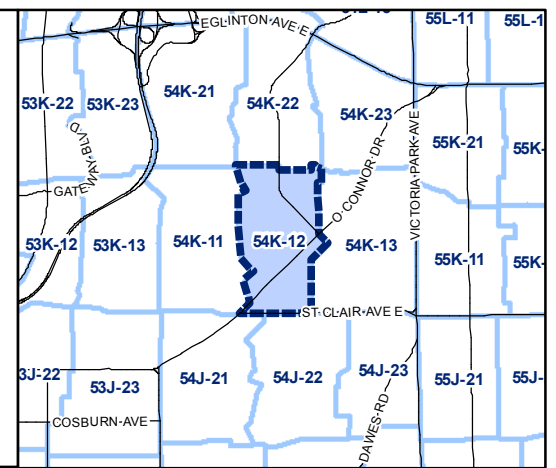 EGLINTON AVE E
55L-11
55L-1
53K-22
53K-23
54K-21
54K-22
54K-23
55K-21
55K-
GATEWAY BLVD
O CONNOR DR
VICTORIA PARK AVE
53K-12
53K-13
54K-11
54K-12
54K-13
55K-11
55K-
ST CLAIR AVE E
3J-22
53J-23
54J-21
54J-22
54J-23
55J-21
55J-
COSBURN AVE
DAWES RD